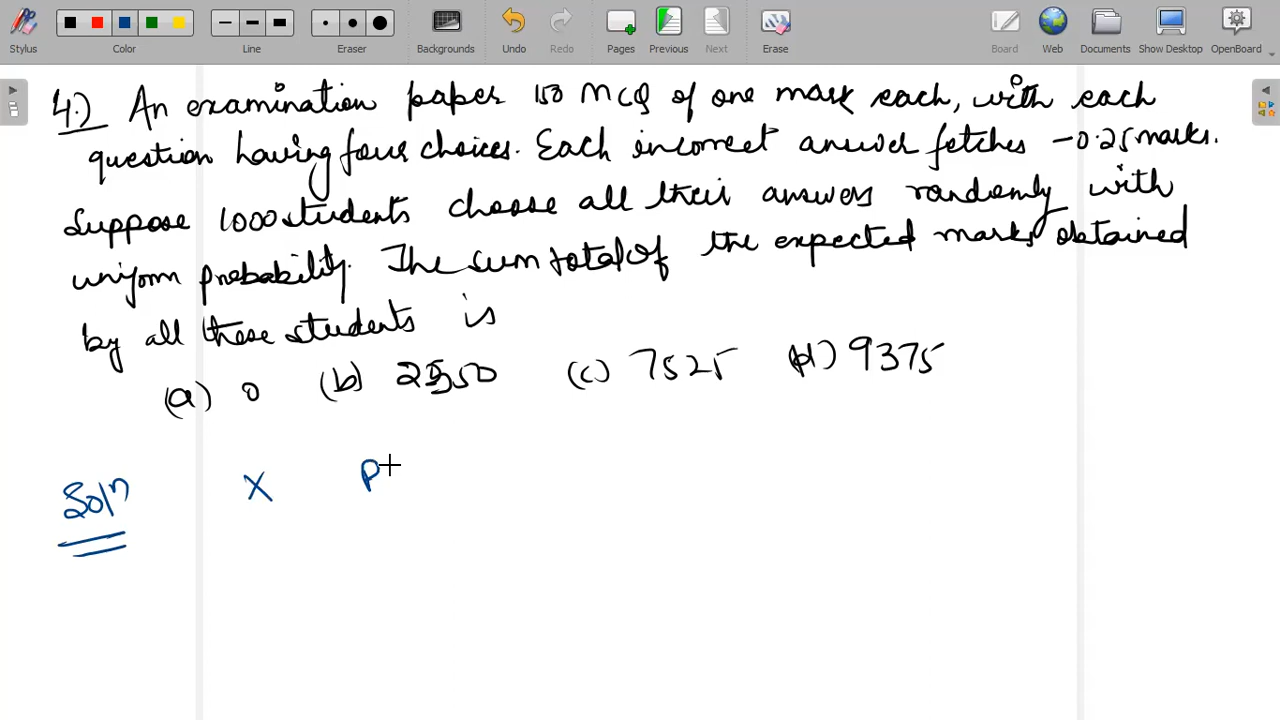 Stylus Color Line Eraser Backgrounds Undo Redo Pages Previous Next Erase Board Web Documents Show Desktop OpenBoard
4.) An examination paper 150 MCQ of one mark each, with each
question having four choices. Each incorrect answer fetches -0.25 marks.
Suppose 1000 students choose all their answers randomly with
uniform probability. The sum total of the expected marks obtained
by all these students is
(a) 0 (b) 2550 (c) 7525 (d) 9375
Soln X P